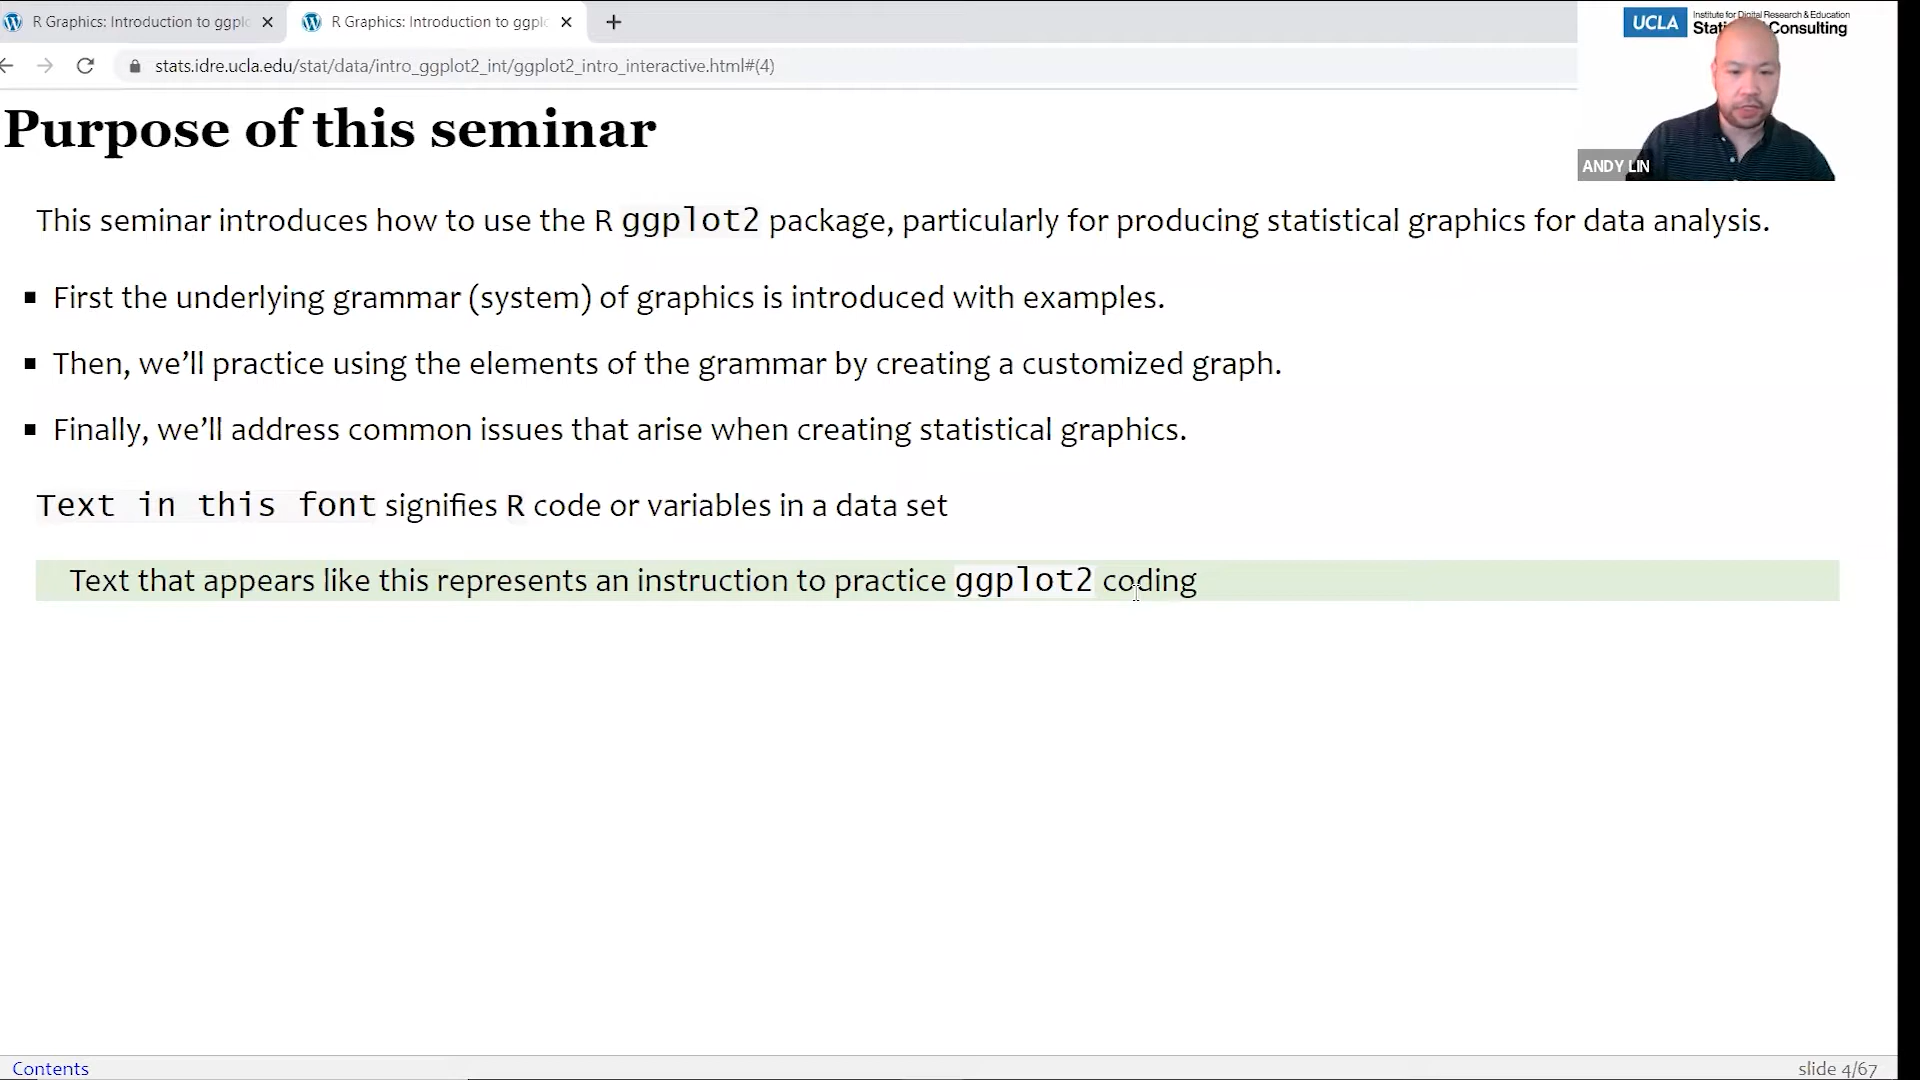 R Graphics: Introduction to ggpl
R Graphics: Introduction to ggpl
stats.idre.ucla.edu/stat/data/intro_ggplot2_int/ggplot2_intro_interactive.html#(4)
UCLA
Institute for Digital Research & Education
Consulting
ANDY LIN
Purpose of this seminar
This seminar introduces how to use the R ggplot2 package, particularly for producing statistical graphics for data analysis.
▪ First the underlying grammar (system) of graphics is introduced with examples.
▪ Then, we’ll practice using the elements of the grammar by creating a customized graph.
▪ Finally, we’ll address common issues that arise when creating statistical graphics.
Text in this font signifies R code or variables in a data set
Text that appears like this represents an instruction to practice ggplot2 coding
Contents
slide 4/67